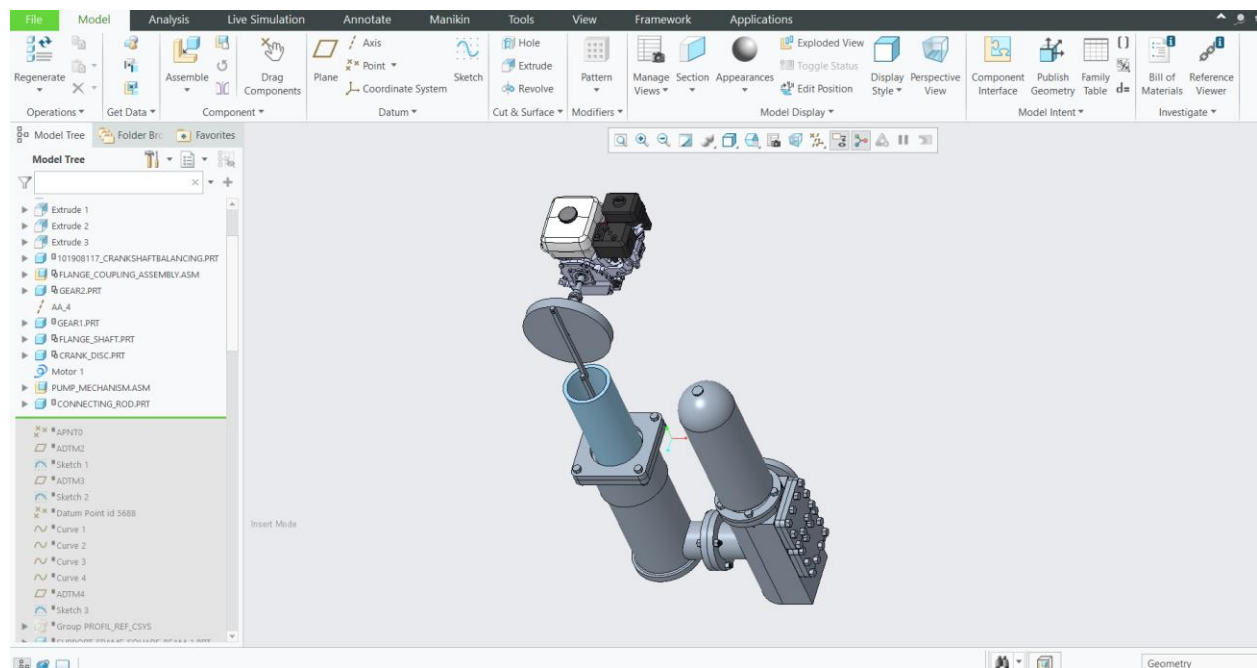 File Model Analysis Live Simulation Annotate Manikin Tools View Framework Applications
Regenerate
Assemble
Drag Components
Plane
Axis
Point
Coordinate System
Sketch
Hole
Extrude
Revolve
Pattern
Manage Views
Section
Appearances
Exploded View
Toggle Status
Edit Position
Display Style
Perspective View
Component Interface
Publish Geometry
Family Table
d=
Bill of Materials
Reference Viewer
Operations Get Data Component Datum Cut & Surface Modifiers Model Display Model Intent Investigate
Model Tree Folder Brc Favorites
Model Tree
Extrude 1
Extrude 2
Extrude 3
101908117_CRANKSHAFTBALANCING.PRT
FLANGE_COUPLING_ASSEMBLY.ASM
GEAR2.PRT
AA_4
GEAR1.PRT
FLANGE_SHAFT.PRT
CRANK_DISC.PRT
Motor 1
PUMP_MECHANISM.ASM
CONNECTING_ROD.PRT
APNT0
ADTM2
Sketch 1
ADTM3
Sketch 2
Datum Point id 5688
Curve 1
Curve 2
Curve 3
Curve 4
ADTM4
Sketch 3
Group PROFIL_REF_CSYS
Insert Mode
Geometry